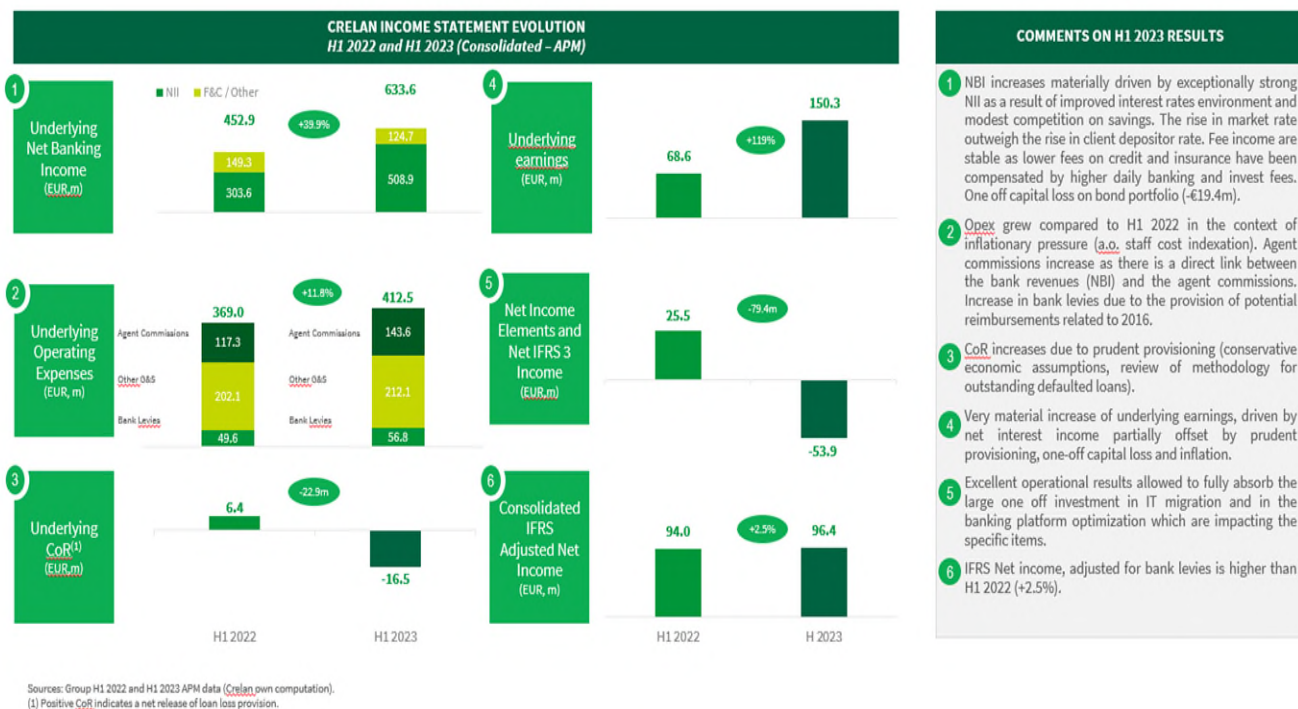 CRELAN INCOME STATEMENT EVOLUTION
H1 2022 and H1 2023 (Consolidated – APM)
1
Underlying
Net Banking
Income
(EUR,m)
NII
F&C / Other
452.9
149.3
303.6
+39.9%
633.6
124.7
508.9
4
Underlying
earnings
(EUR, m)
68.6
+119%
150.3
2
Underlying
Operating
Expenses
(EUR, m)
369.0
Agent Commissions
117.3
Other G&S
202.1
Bank Levies
49.6
+11.8%
412.5
Agent Commissions
143.6
Other G&S
212.1
Bank Levies
56.8
5
Net Income
Elements and
Net IFRS 3
Income
(EUR,m)
25.5
-79.4m
-53.9
3
Underlying
CoR(1)
(EUR,m)
6.4
-22.9m
-16.5
H1 2022
H1 2023
6
Consolidated
IFRS
Adjusted Net
Income
(EUR, m)
94.0
+2.5%
96.4
H1 2022
H 2023
COMMENTS ON H1 2023 RESULTS
1 NBI increases materially driven by exceptionally strong
NII as a result of improved interest rates environment and
modest competition on savings. The rise in market rate
outweigh the rise in client depositor rate. Fee income are
stable as lower fees on credit and insurance have been
compensated by higher daily banking and invest fees.
One off capital loss on bond portfolio (-€19.4m).
2 Opex grew compared to H1 2022 in the context of
inflationary pressure (a.o. staff cost indexation). Agent
commissions increase as there is a direct link between
the bank revenues (NBI) and the agent commissions.
Increase in bank levies due to the provision of potential
reimbursements related to 2016.
3 CoR increases due to prudent provisioning (conservative
economic assumptions, review of methodology for
outstanding defaulted loans).
4 Very material increase of underlying earnings, driven by
net interest income partially offset by prudent
provisioning, one-off capital loss and inflation.
5 Excellent operational results allowed to fully absorb the
large one off investment in IT migration and in the
banking platform optimization which are impacting the
specific items.
6 IFRS Net income, adjusted for bank levies is higher than
H1 2022 (+2.5%).
Sources: Group H1 2022 and H1 2023 APM data (Crelan own computation).
(1) Positive CoR indicates a net release of loan loss provision.